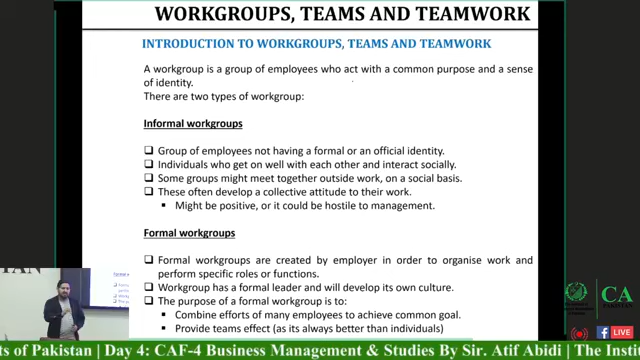 WORKGROUPS, TEAMS AND TEAMWORK
INTRODUCTION TO WORKGROUPS, TEAMS AND TEAMWORK
A workgroup is a group of employees who act with a common purpose and a sense
of identity.
There are two types of workgroup:
Informal workgroups
Group of employees not having a formal or an official identity.
Individuals who get on well with each other and interact socially.
Some groups might meet together outside work, on a social basis.
These often develop a collective attitude to their work.
Might be positive, or it could be hostile to management.
Formal workgroups
Formal workgroups are created by employer in order to organise work and
perform specific roles or functions.
Workgroup has a formal leader and will develop its own culture.
The purpose of a formal workgroup is to:
Combine efforts of many employees to achieve common goal.
Provide teams effect (as its always better than individuals)
CA
PAKISTAN
LIVE
ts of Pakistan | Day 4: CAF-4 Business Management & Studies By Sir. Atif Abidi | The Instit